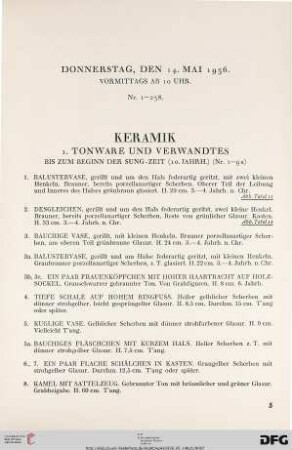 DONNERSTAG, DEN 14. MAI 1936.
VORMITTAGS AB 10 UHR.
Nr. 1-258.
KERAMIK
1. TONWARE UND VERWANDTES
BIS ZUM BEGINN DER SUNG-ZEIT (10. JAHRH.) (Nr. 1-92)
1. BALUSTERVASE, gerillt und um den Hals federartig geritzt, mit zwei kleinen
Henkeln. Brauner, bereits porzellanartiger Scherben. Oberer Teil der Leibung
und Inneres des Halses grünbraun glasiert. H. 29 cm. 3.—4. Jahrh. n. Chr.
Abb. Tafel 12
2. DESGLEICHEN, gerillt und um den Hals federartig geritzt, zwei kleine Henkel.
Brauner, bereits porzellanartiger Scherben, Reste von grünlicher Glasur. Kasten.
H. 33 cm. 3.—4. Jahrh. n. Chr.
Abb. Tafel 12
3. BAUCHIGE VASE, gerillt, mit kleinen Henkeln. Brauner porzellanartiger Scher-
ben, am oberen Teil grünbraune Glasur. H. 24 cm. 3.—4. Jahrh. n. Chr.
3a. BALUSTERVASE, gerillt und am Halse federartig geritzt, mit kleinen Henkeln.
Graubrauner porzellanartiger Scherben, z. T. glasiert. H. 22 cm. 3.—4. Jahrh. n. Chr.
3b, 3c. EIN PAAR FRAUENKÖPFCHEN MIT HOHER HAARTRACHT AUF HOLZ-
SOCKEL. Grauschwarzer gebrannter Ton. Von Grabfiguren. H. 8 cm. 6. Jahrh.
4. TIEFE SCHALE AUF HOHEM RINGFUSS. Heller gelblicher Scherben mit
dünner strohgelber, leicht gesprüngelter Glasur. H. 8,5 cm. Durchm. 15 cm. T'ang
oder später.
5. KUGLIGE VASE. Gelblicher Scherben mit dünner strohfarbener Glasur. H. 9 cm.
Vielleicht T'ang.
5a. BAUCHIGES FLÄSCHCHEN MIT KURZEM HALS. Heller Scherben z. T. mit
dünner strohgelber Glasur. H. 7,5 cm. T'ang.
6., 7. EIN PAAR FLACHE SCHÄLCHEN IN KASTEN. Graugelber Scherben mit
strohgelber Glasur. Durchm. 12,5 cm. T'ang oder später.
8. KAMEL MIT SATTELZEUG. Gebrannter Ton mit bräunlicher und grüner Glasur.
Grabbeigabe. H. 60 cm. T'ang.
5
UNIVERSITÄTS-
BIBLIOTHEK
HEIDELBERG
DFG